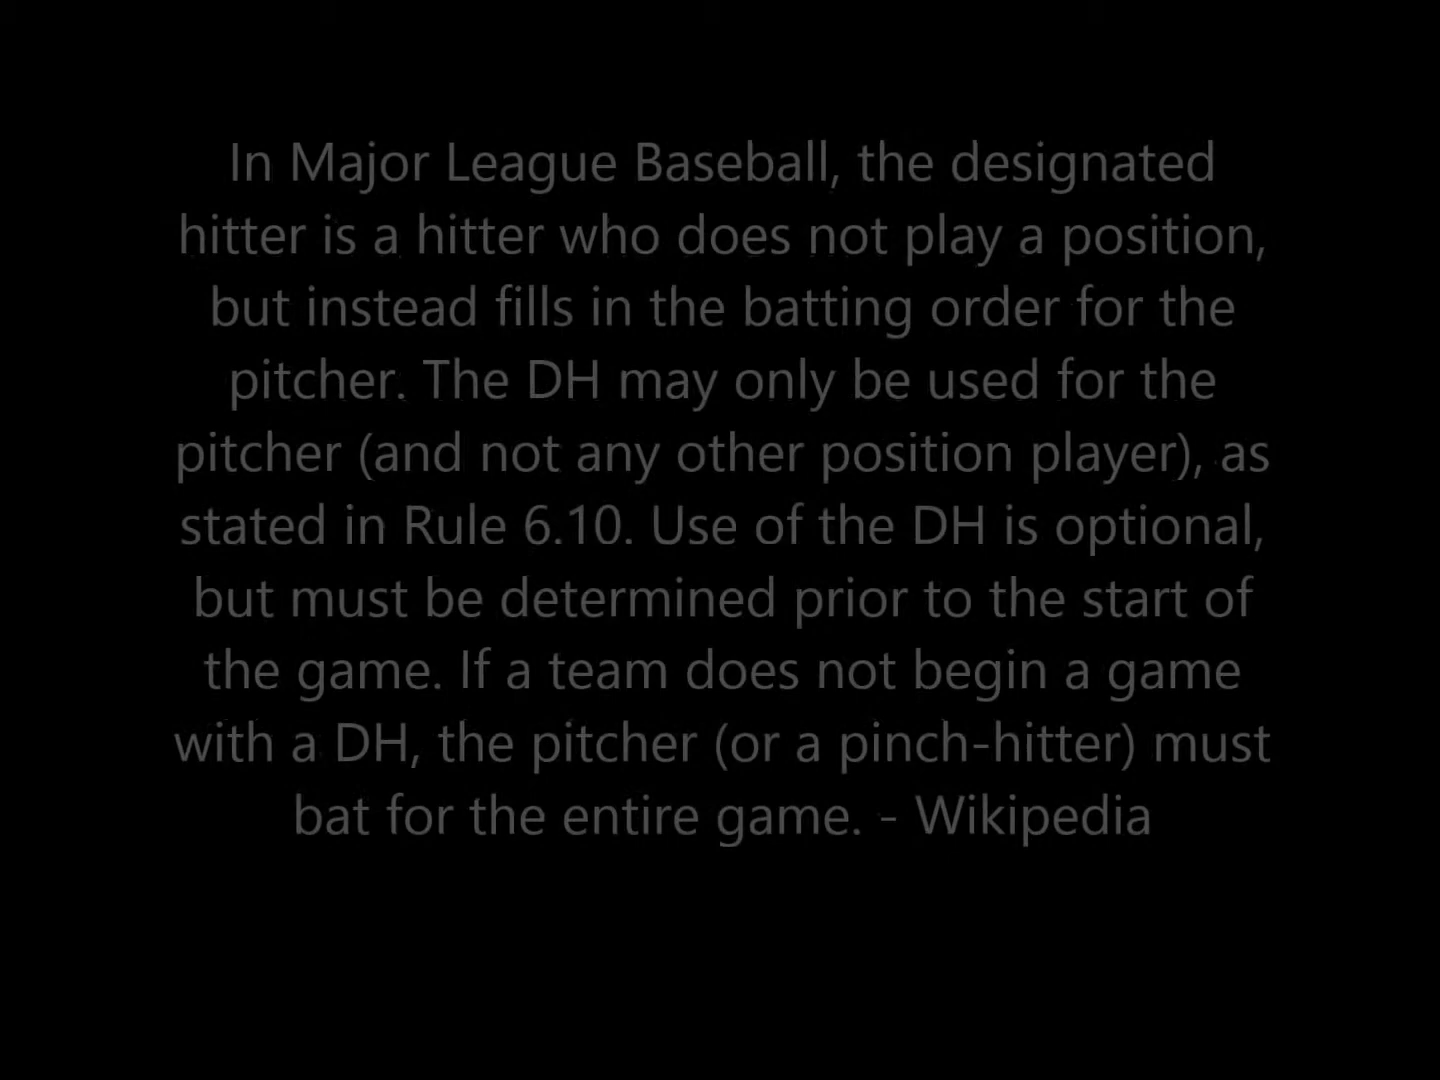 In Major League Baseball, the designated
hitter is a hitter who does not play a position,
but instead fills in the batting order for the
pitcher. The DH may only be used for the
pitcher (and not any other position player), as
stated in Rule 6.10. Use of the DH is optional,
but must be determined prior to the start of
the game. If a team does not begin a game
with a DH, the pitcher (or a pinch-hitter) must
bat for the entire game. - Wikipedia